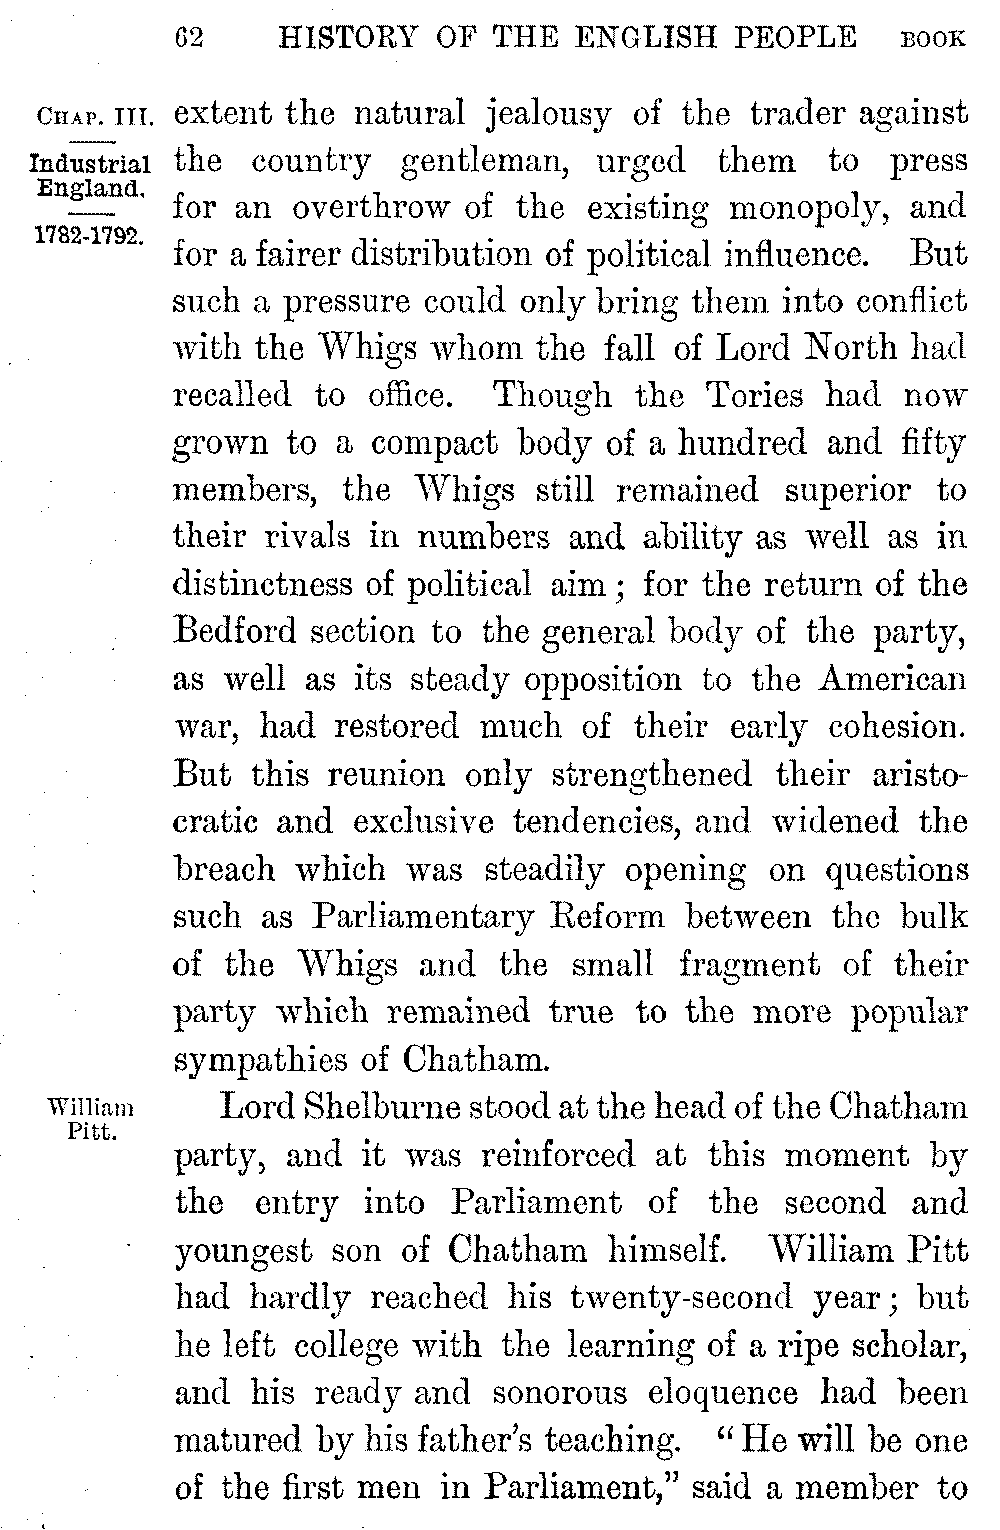 62 HISTORY OF THE ENGLISH PEOPLE BOOK
CHAP. III.
Industrial
England.
1782-1792.
extent the natural jealousy of the trader against
the country gentleman, urged them to press
for an overthrow of the existing monopoly, and
for a fairer distribution of political influence. But
such a pressure could only bring them into conflict
with the Whigs whom the fall of Lord North had
recalled to office. Though the Tories had now
grown to a compact body of a hundred and fifty
members, the Whigs still remained superior to
their rivals in numbers and ability as well as in
distinctness of political aim ; for the return of the
Bedford section to the general body of the party,
as well as its steady opposition to the American
war, had restored much of their early cohesion.
But this reunion only strengthened their aristo-
cratic and exclusive tendencies, and widened the
breach which was steadily opening on questions
such as Parliamentary Reform between the bulk
of the Whigs and the small fragment of their
party which remained true to the more popular
sympathies of Chatham.
William
Pitt.
Lord Shelburne stood at the head of the Chatham
party, and it was reinforced at this moment by
the entry into Parliament of the second and
youngest son of Chatham himself. William Pitt
had hardly reached his twenty-second year ; but
he left college with the learning of a ripe scholar,
and his ready and sonorous eloquence had been
matured by his father's teaching. "He will be one
of the first men in Parliament," said a member to